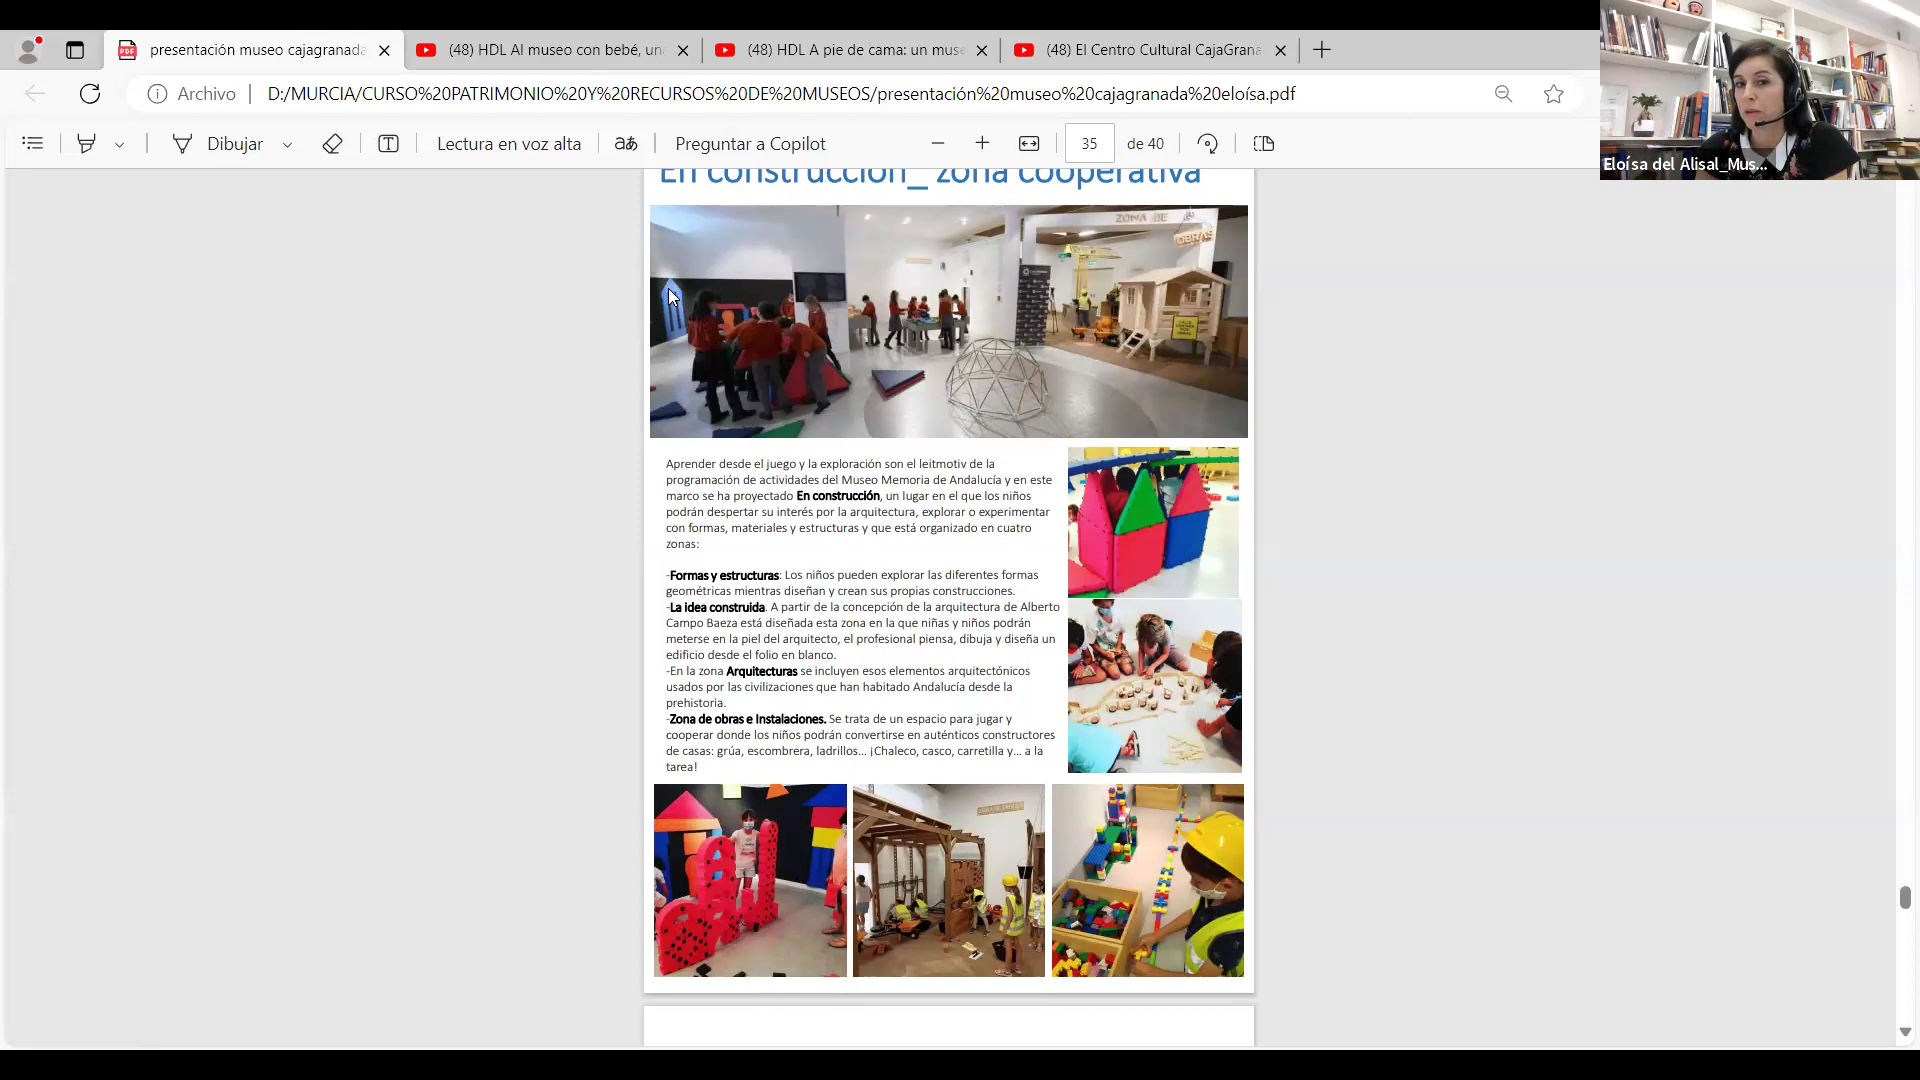 presentación museo cajagranada
(48) HDL Al museo con bebé, un
(48) HDL A pie de cama: un mus
(48) El Centro Cultural CajaGrana
Archivo
D:/MURCIA/CURSO%20PATRIMONIO%20Y%20RECURSOS%20DE%20MUSEOS/presentación%20museo%20cajagranada%20eloísa.pdf
Dibujar
Lectura en voz alta
aあ
Preguntar a Copilot
35
de 40
Eloísa del Alisal_Mus...
En construcción_ zona cooperativa
ZONA DE
OBRAS
Aprender desde el juego y la exploración son el leitmotiv de la
programación de actividades del Museo Memoria de Andalucía y en este
marco se ha proyectado En construcción, un lugar en el que los niños
podrán despertar su interés por la arquitectura, explorar o experimentar
con formas, materiales y estructuras y que está organizado en cuatro
zonas:
-Formas y estructuras: Los niños pueden explorar las diferentes formas
geométricas mientras diseñan y crean sus propias construcciones.
-La idea construida. A partir de la concepción de la arquitectura de Alberto
Campo Baeza está diseñada esta zona en la que niñas y niños podrán
meterse en la piel del arquitecto, el profesional piensa, dibuja y diseña un
edificio desde el folio en blanco.
-En la zona Arquitecturas se incluyen esos elementos arquitectónicos
usados por las civilizaciones que han habitado Andalucía desde la
prehistoria.
-Zona de obras e Instalaciones. Se trata de un espacio para jugar y
cooperar donde los niños podrán convertirse en auténticos constructores
de casas: grúa, escombrera, ladrillos... ¡Chaleco, casco, carretilla y... a la
tarea!